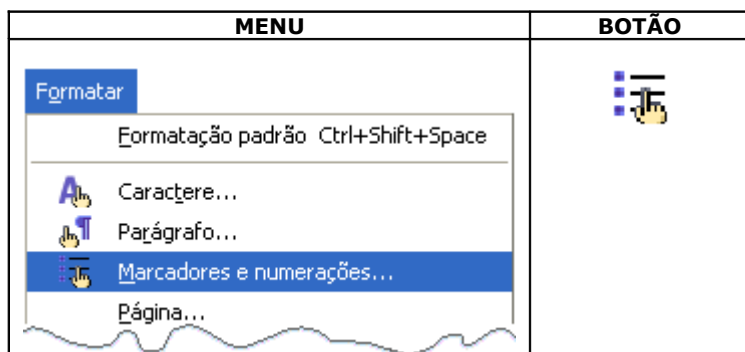 MENU
BOTÃO
Formatar
Formatação padrão Ctrl+Shift+Space
Caractere...
Parágrafo...
Marcadores e numerações...
Página...